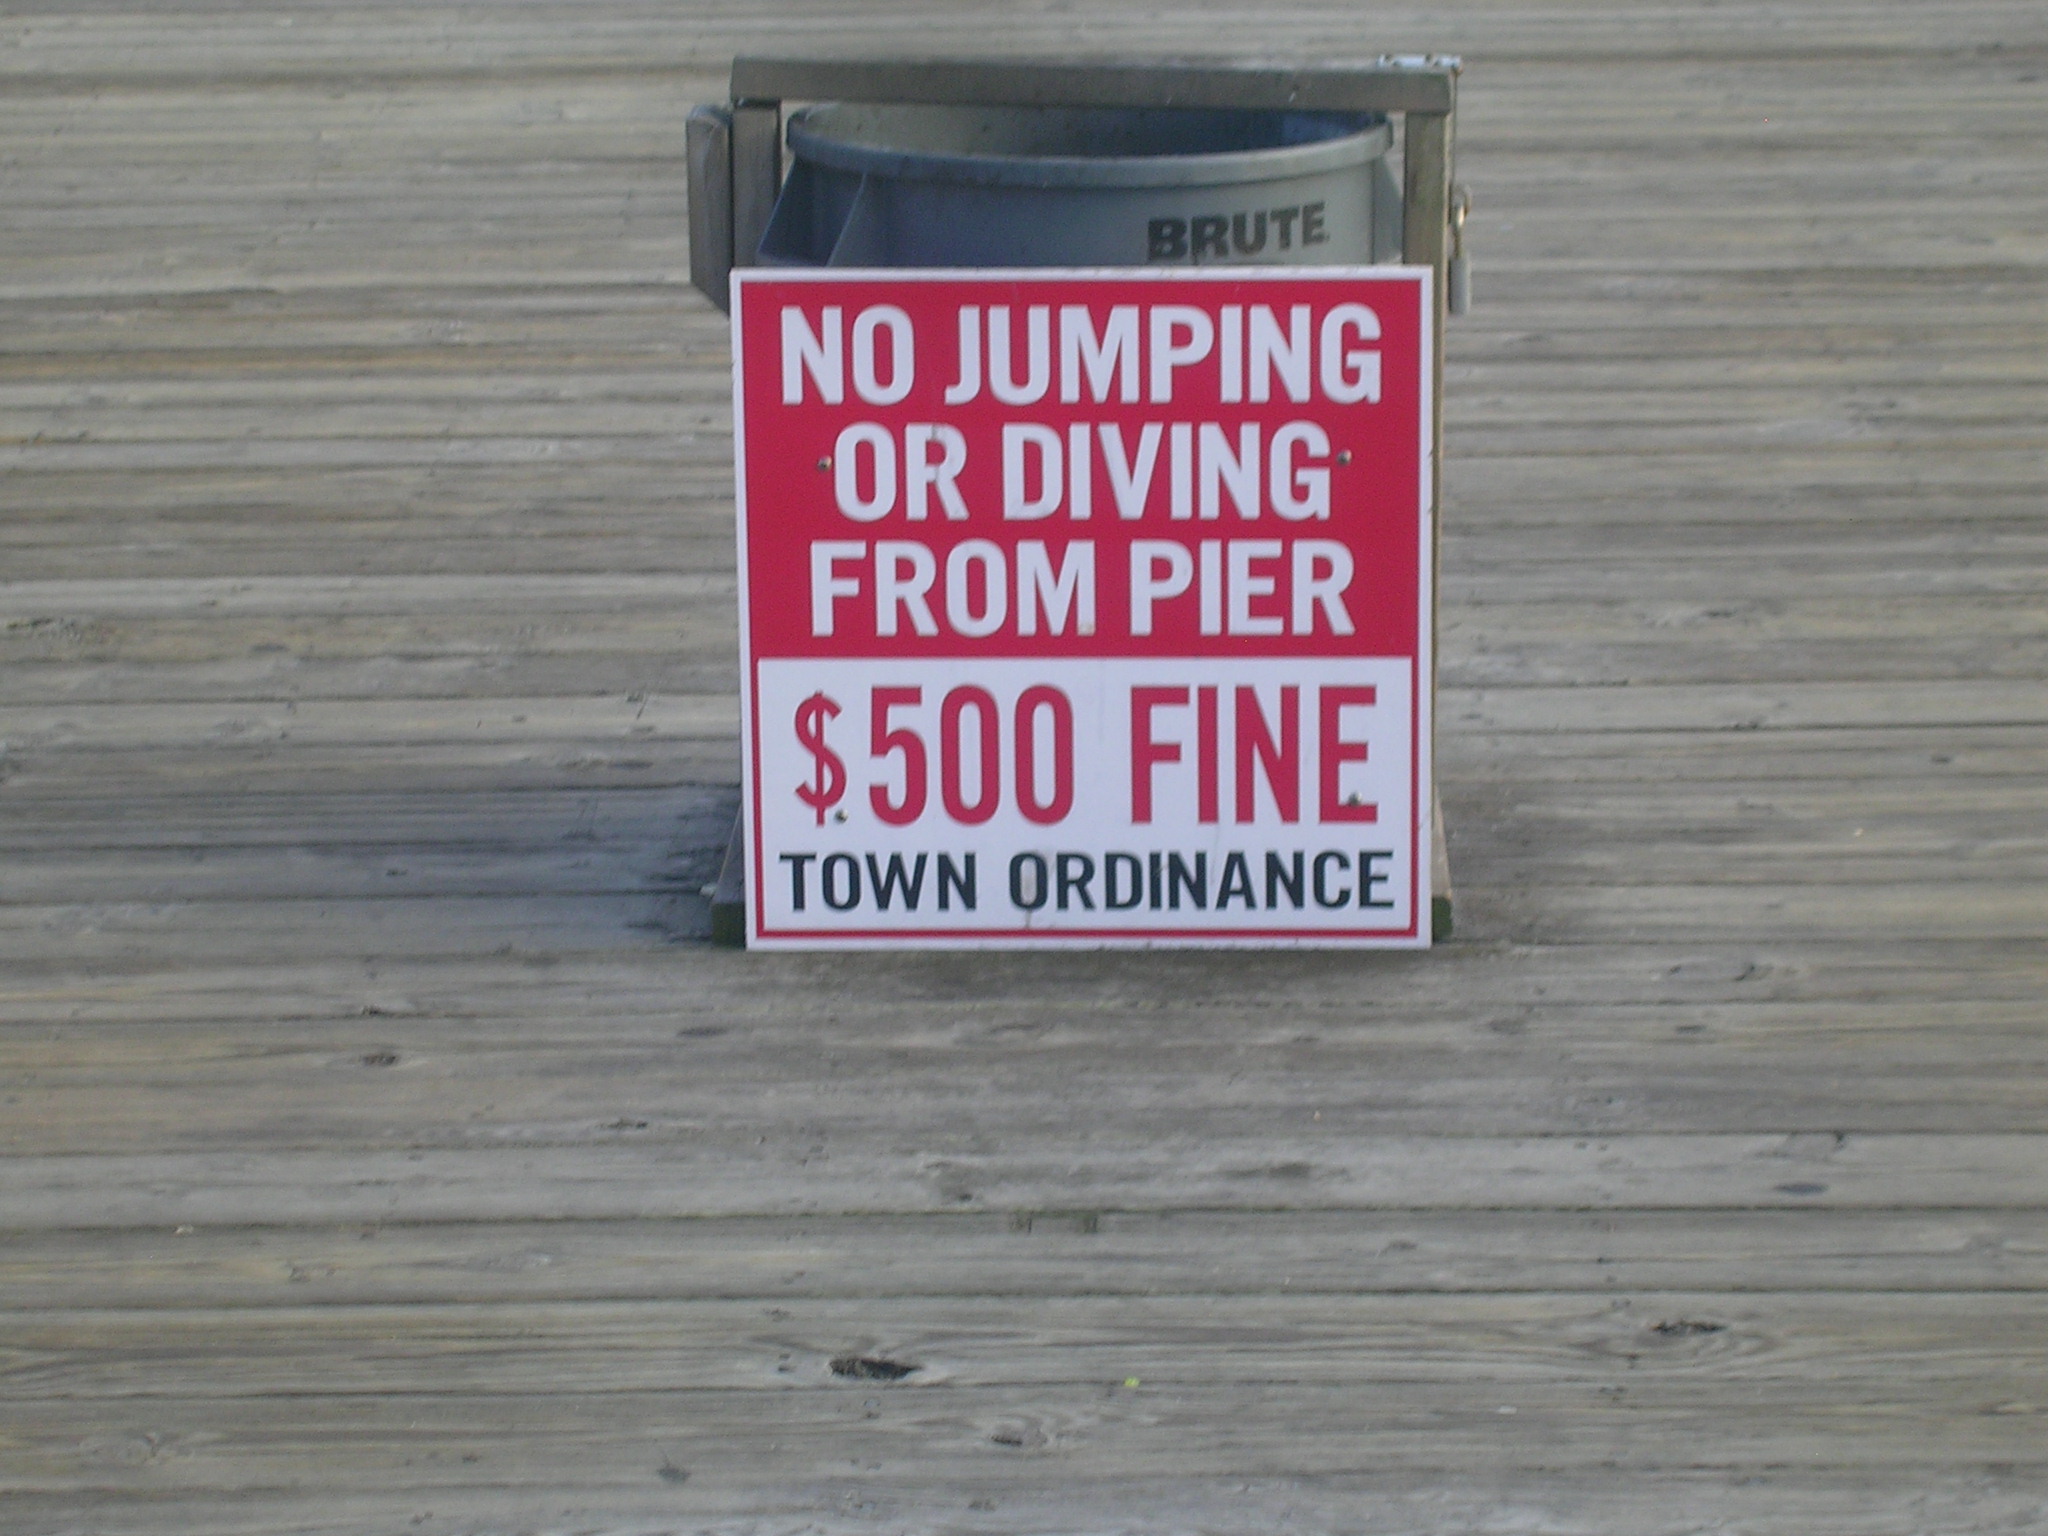 BRUTE
NO JUMPING
OR DIVING
FROM PIER
$500 FINE
TOWN ORDINANCE